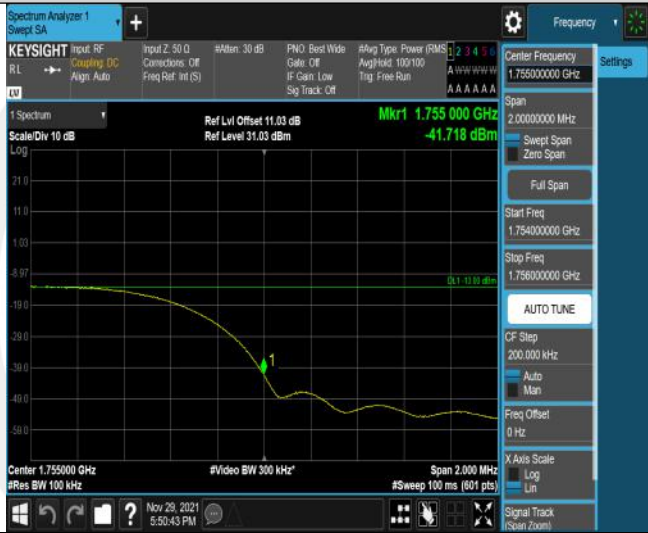 Spectrum Analyzer 1
Swept SA
+
Frequency
KEYSIGHT
RL
Input: RF
Coupling: DC
Align: Auto
Input Z: 50 Ω
Corrections: Off
Freq Ref: Int (S)
#Atten: 30 dB
PNO: Best Wide
Gate: Off
IF Gain: Low
Sig Track: Off
#Avg Type: Power (RMS
Avg|Hold: 100/100
Trig: Free Run
1 2 3 4 5 6
A W W W W W
A A A A A A
1 Spectrum
Scale/Div 10 dB
Log
Ref Lvl Offset 11.03 dB
Ref Level 31.03 dBm
Mkr1 1.755 000 GHz
-41.718 dBm
21.0
11.0
1.03
-8.97
-19.0
-29.0
-39.0
-49.0
-59.0
DL1 -13.00 dBm
1
Center 1.755000 GHz
#Res BW 100 kHz
#Video BW 300 kHz*
Span 2.000 MHz
#Sweep 100 ms (601 pts)
Center Frequency
1.755000000 GHz
Settings
Span
2.00000000 MHz
Swept Span
Zero Span
Full Span
Start Freq
1.754000000 GHz
Stop Freq
1.756000000 GHz
AUTO TUNE
CF Step
200.000 kHz
Auto
Man
Freq Offset
0 Hz
X Axis Scale
Log
Lin
Signal Track
(Span Zoom)
?
Nov 29, 2021
5:50:43 PM